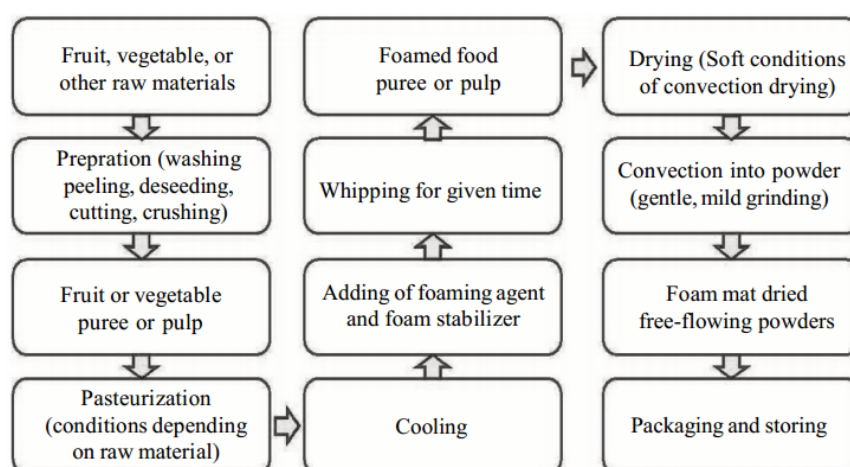 Fruit, vegetable, or
other raw materials
Prepration (washing
peeling, deseeding,
cutting, crushing)
Fruit or vegetable
puree or pulp
Pasteurization
(conditions depending
on raw material)
Cooling
Adding of foaming agent
and foam stabilizer
Whipping for given time
Foamed food
puree or pulp
Drying (Soft conditions
of convection drying)
Convection into powder
(gentle, mild grinding)
Foam mat dried
free-flowing powders
Packaging and storing